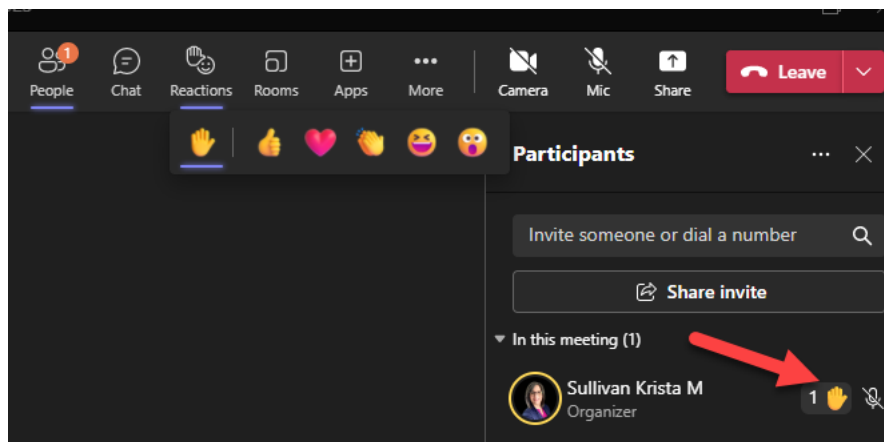 1
People Chat Reactions Rooms Apps More Camera Mic Share Leave
Participants
Invite someone or dial a number
Share invite
In this meeting (1)
Sullivan Krista M
1
Organizer